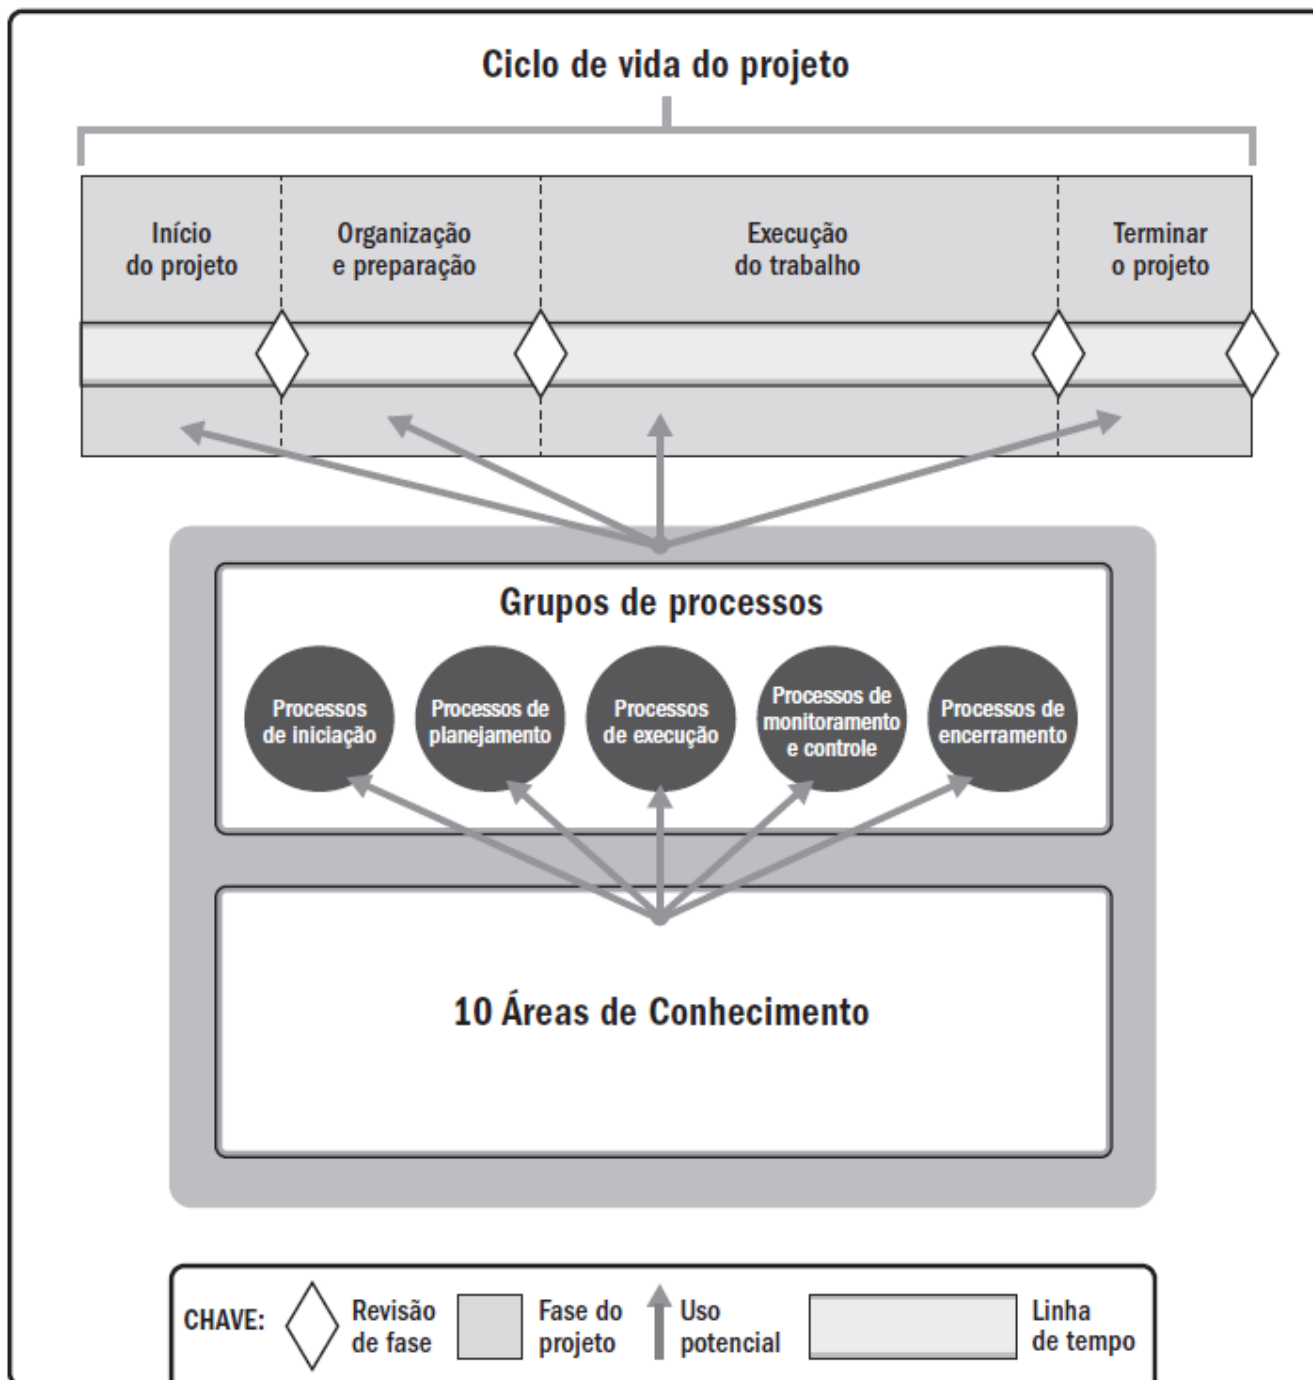 Ciclo de vida do projeto
Início
do projeto
Organização
e preparação
Execução
do trabalho
Terminar
o projeto
Grupos de processos
Processos
de iniciação
Processos de
planejamento
Processos
de execução
Processos de
monitoramento
e controle
Processos de
encerramento
10 Áreas de Conhecimento
CHAVE:
Revisão
de fase
Fase do
projeto
Uso
potencial
Linha
de tempo